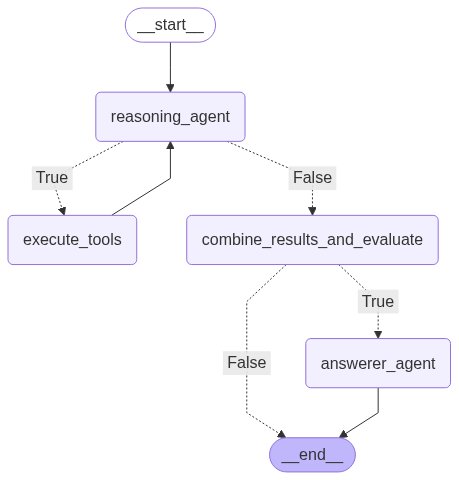 __start__
reasoning_agent
True
False
execute_tools
combine_results_and_evaluate
True
False
answerer_agent
__end__